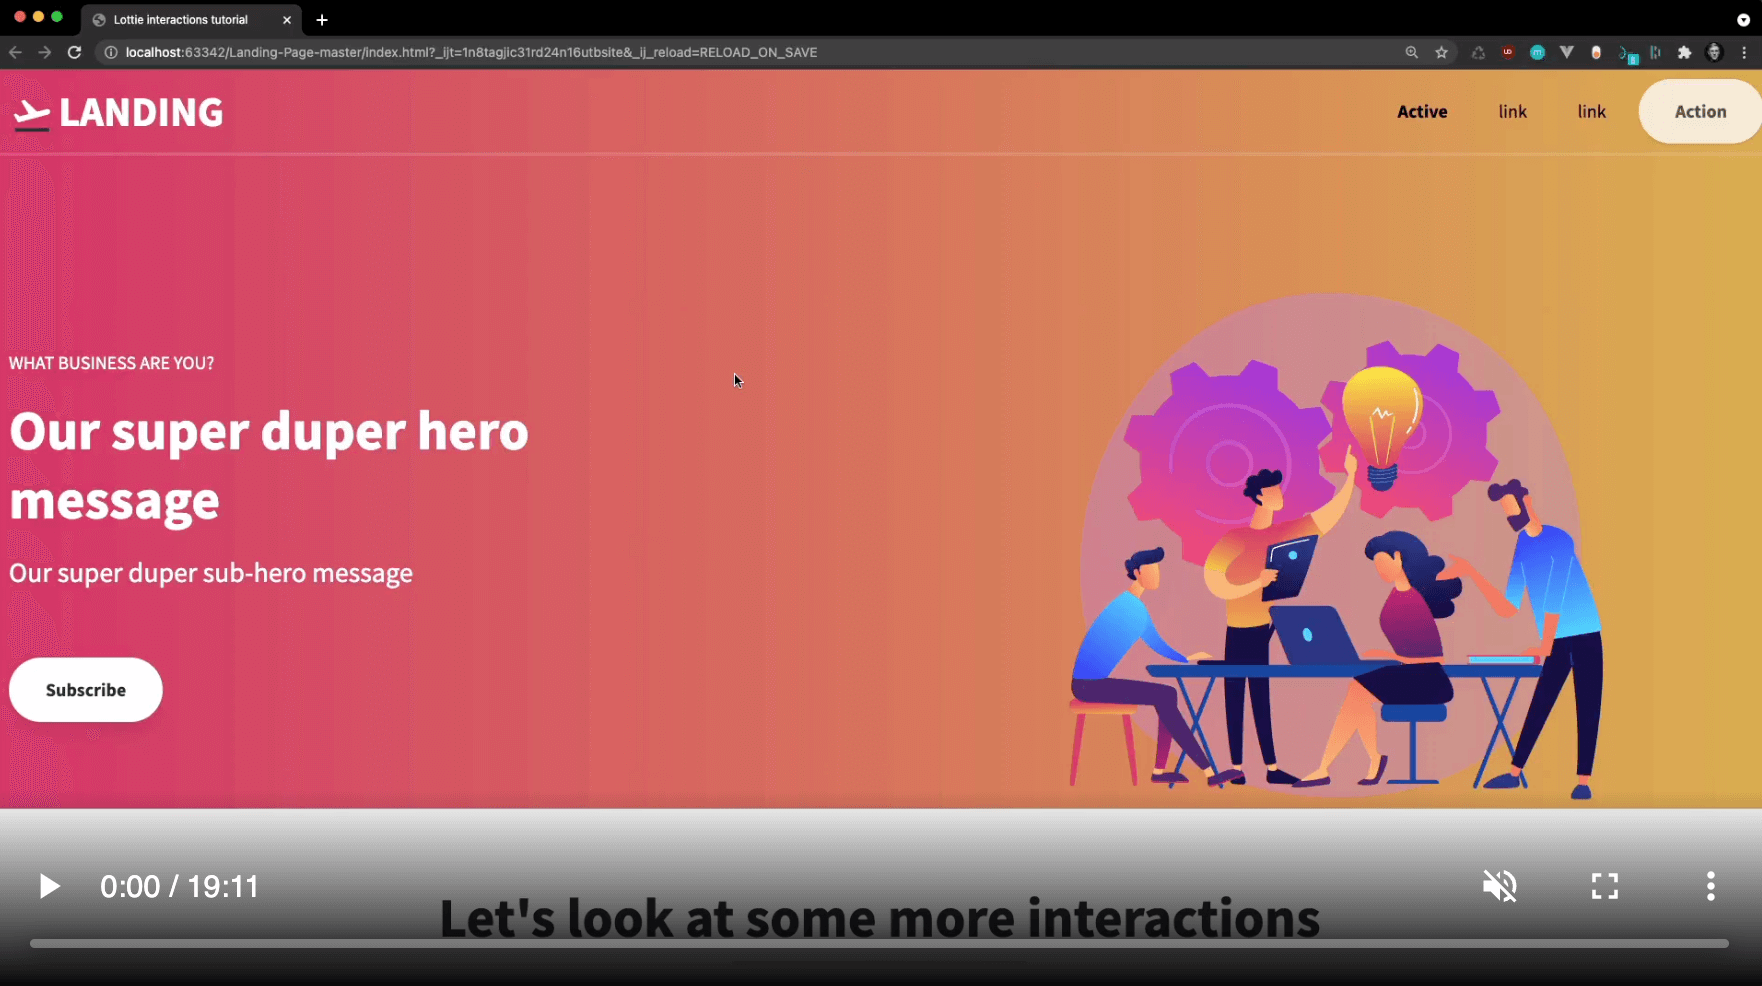 Lottie interactions tutorial
localhost:63342/Landing-Page-master/index.html?_ijt=1n8tagjic31rd24n16utbsite&_ij_reload=RELOAD_ON_SAVE
LANDING
Active link link Action
WHAT BUSINESS ARE YOU?
Our super duper hero
message
Our super duper sub-hero message
Subscribe
0:00 / 19:11
Let's look at some more interactions